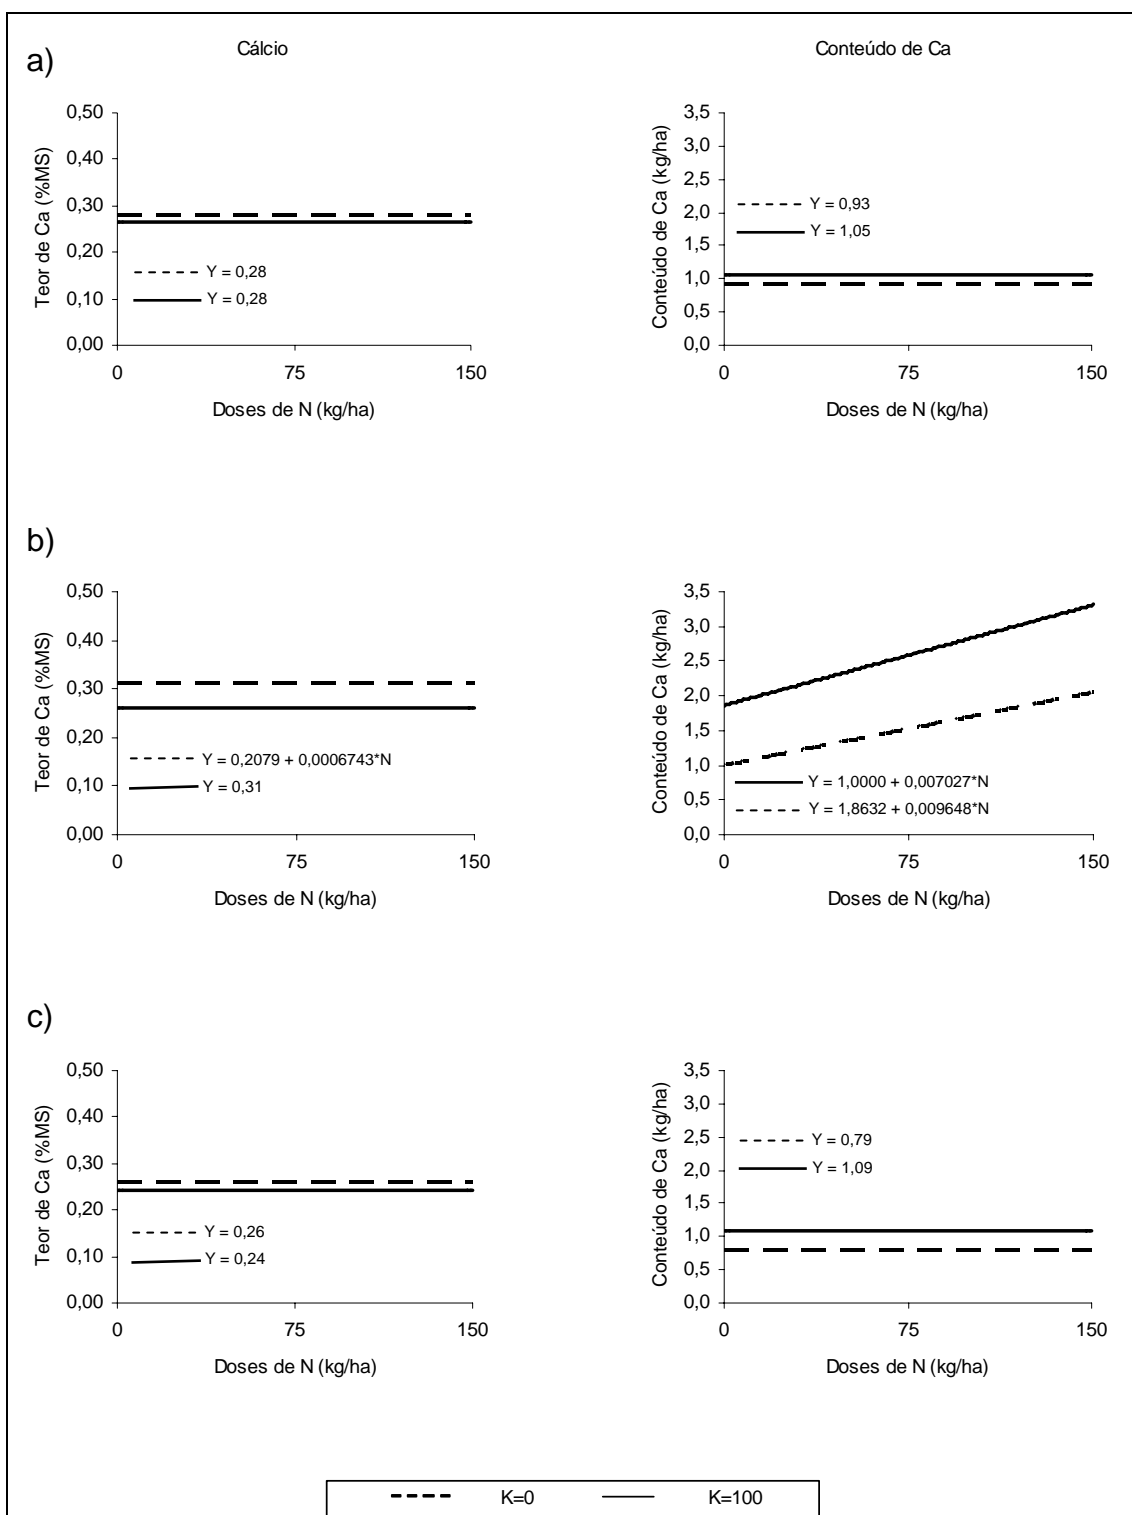 a)
Cálcio
Teor de Ca (%MS)
0,50
0,40
0,30
0,20
0,10
0,00
Y = 0,28
Y = 0,28
0 75 150
Doses de N (kg/ha)
Conteúdo de Ca
Conteúdo de Ca (kg/ha)
3,5
3,0
2,5
2,0
1,5
1,0
0,5
0,0
Y = 0,93
Y = 1,05
0 75 150
Doses de N (kg/ha)
b)
Teor de Ca (%MS)
0,50
0,40
0,30
0,20
0,10
0,00
Y = 0,2079 + 0,0006743*N
Y = 0,31
0 75 150
Doses de N (kg/ha)
Conteúdo de Ca (kg/ha)
3,5
3,0
2,5
2,0
1,5
1,0
0,5
0,0
Y = 1,0000 + 0,007027*N
Y = 1,8632 + 0,009648*N
0 75 150
Doses de N (kg/ha)
c)
Teor de Ca (%MS)
0,50
0,40
0,30
0,20
0,10
0,00
Y = 0,26
Y = 0,24
0 75 150
Doses de N (kg/ha)
Conteúdo de Ca (kg/ha)
3,5
3,0
2,5
2,0
1,5
1,0
0,5
0,0
Y = 0,79
Y = 1,09
0 75 150
Doses de N (kg/ha)
K=0 K=100